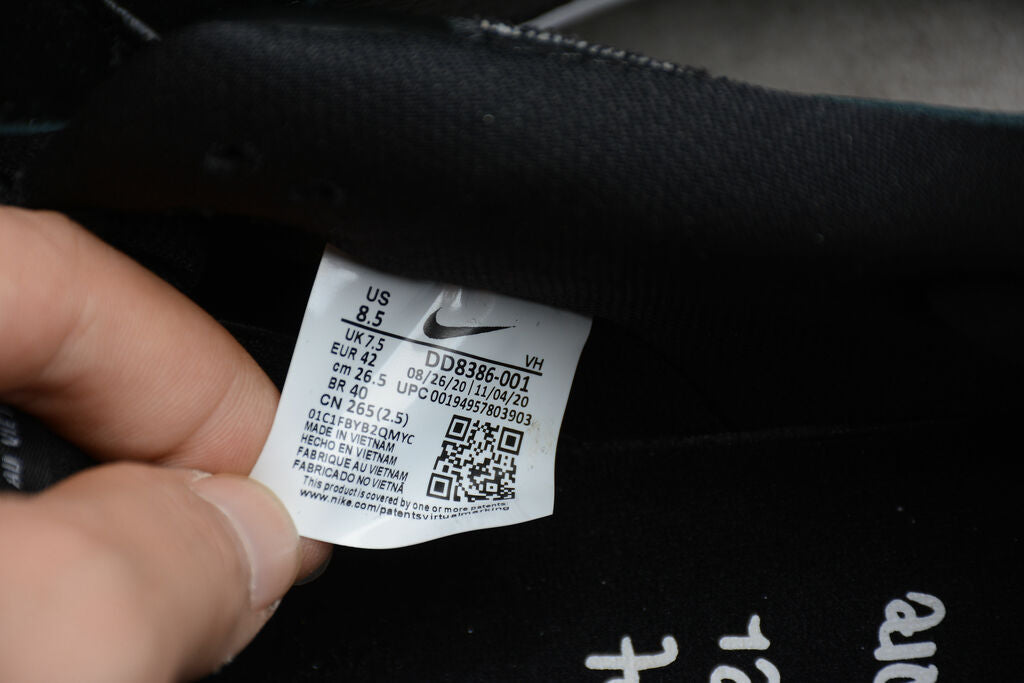 US
8.5
UK 7.5
EUR 42
cm 26.5
BR 40
CN 265(2.5)
VH
DD8386-001
08/26/20 | 11/04/20
UPC 00194957803903
01C1FBYB2QMYC
MADE IN VIETNAM
HECHO EN VIETNAM
FABRIQUE AU VIETNAM
FABRICADO NO VIETNÃ
This product is covered by one or more patents.
www.nike.com/patentsvirtualmarking